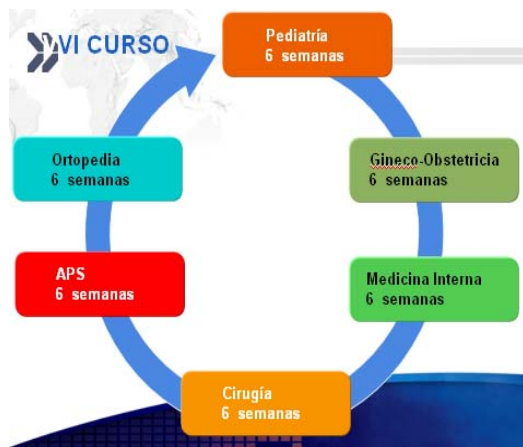 VI CURSO
Pediatría
6 semanas
Gineco-Obstetricia
6 semanas
Medicina Interna
6 semanas
Cirugía
6 semanas
APS
6 semanas
Ortopedia
6 semanas